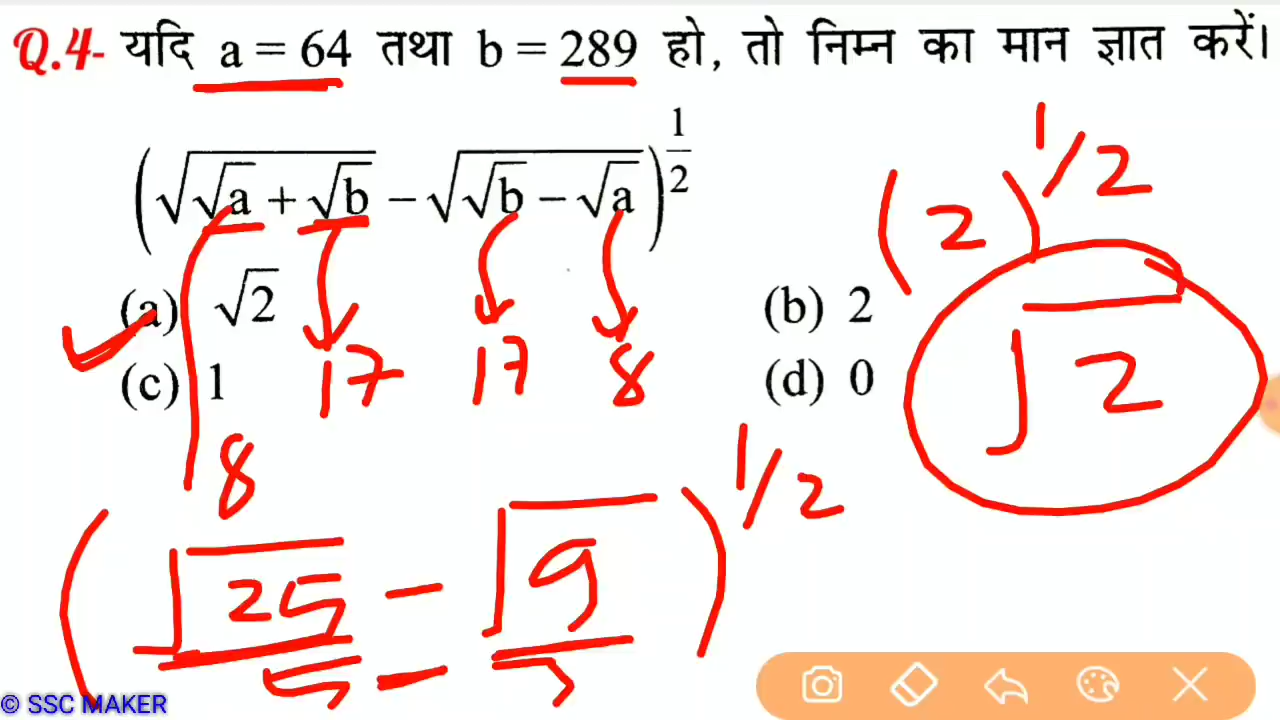 Q.4- यदि a = 64 तथा b = 289 हो, तो निम्न का मान ज्ञात करें।
(√(√a + √b) − √(√b − √a))^1/2
(2)^1/2
(a) √2 (b) 2
√2
(c) 1 (d) 0
17 17 8
8
(√25 − √9)^1/2
5 −
© SSC MAKER